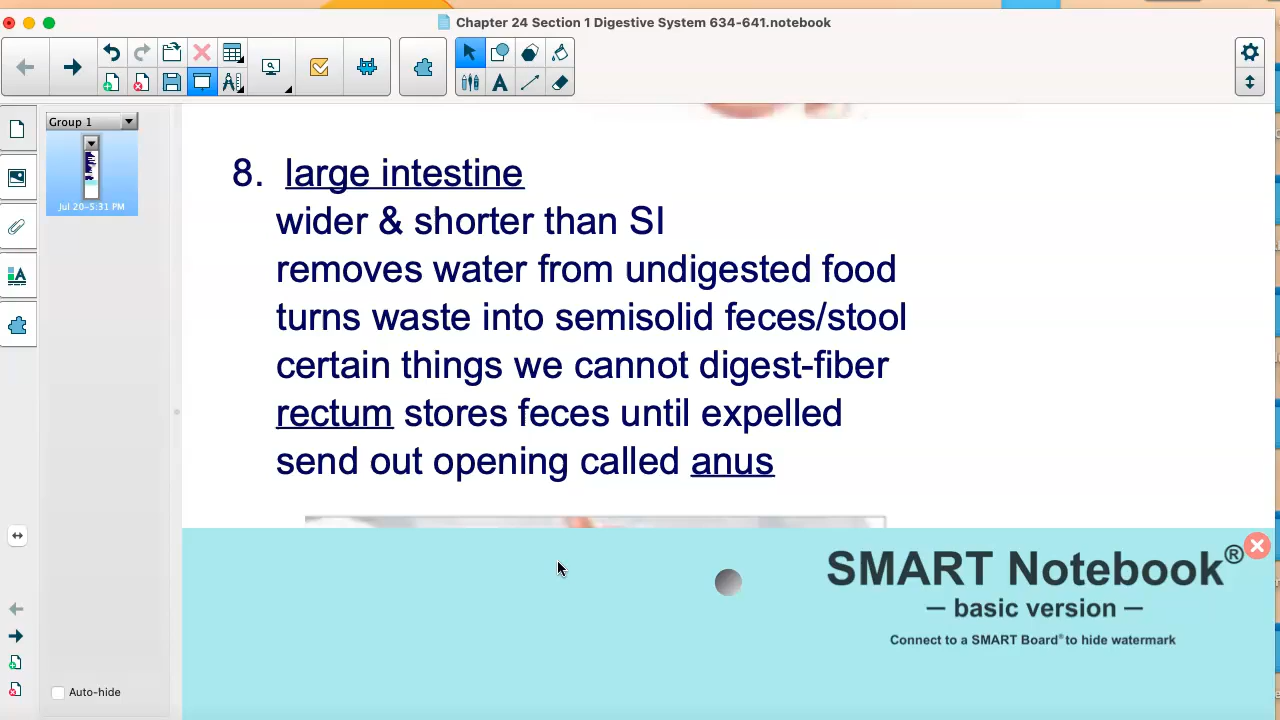 Chapter 24 Section 1 Digestive System 634-641.notebook
Group 1
Jul 20-5:31 PM
8. large intestine
wider & shorter than SI
removes water from undigested food
turns waste into semisolid feces/stool
certain things we cannot digest-fiber
rectum stores feces until expelled
send out opening called anus
SMART Notebook®
— basic version —
Connect to a SMART Board® to hide watermark
Auto-hide